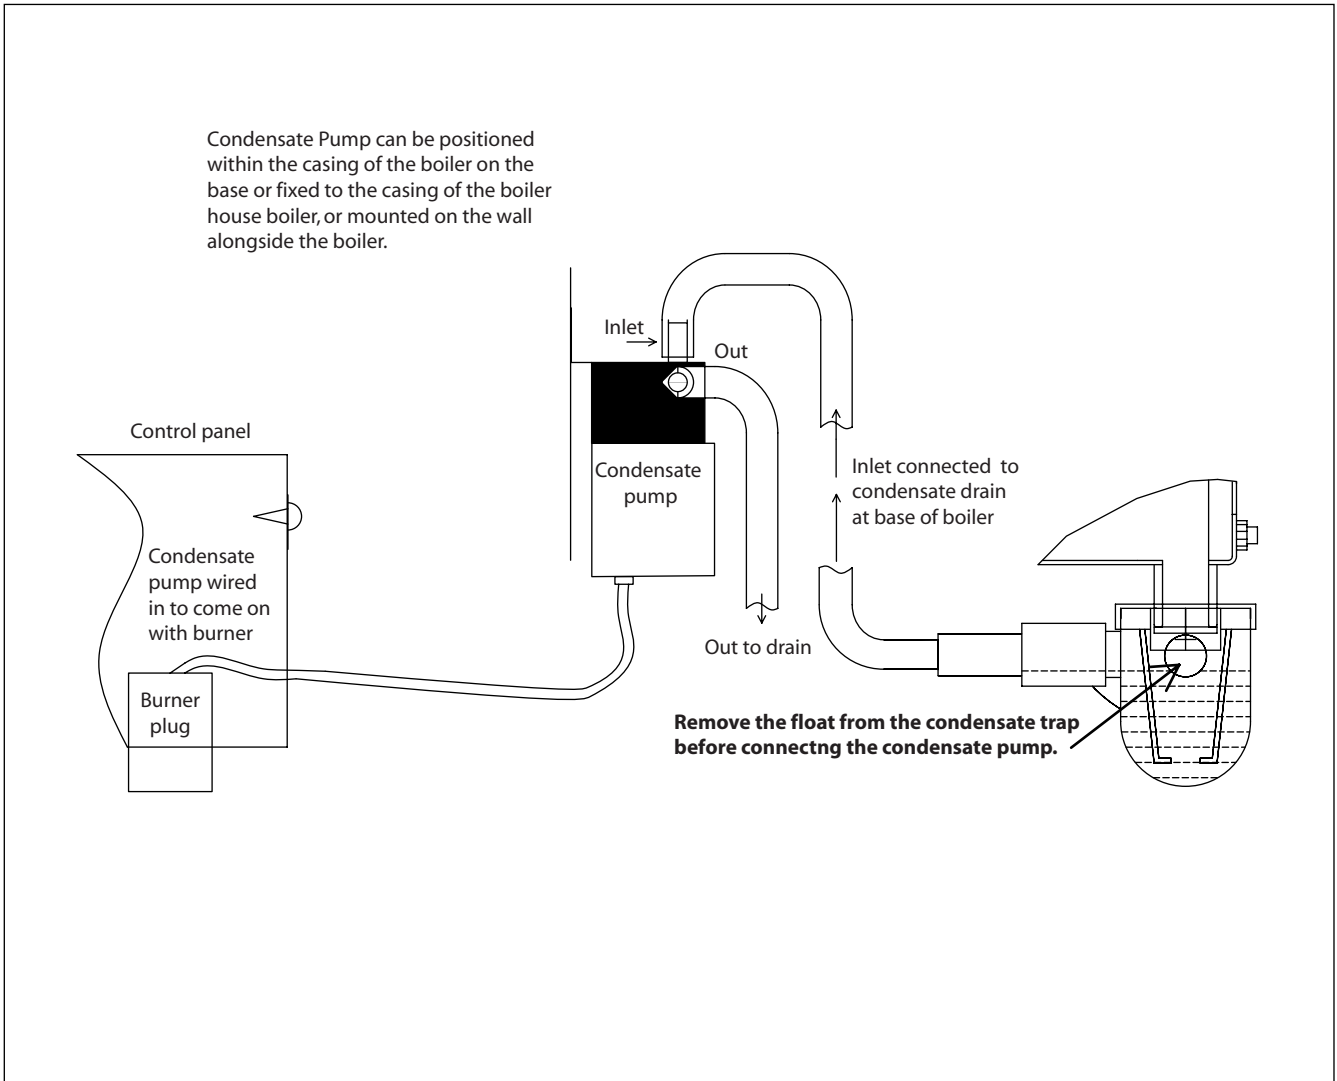 Condensate Pump can be positioned
within the casing of the boiler on the
base or fixed to the casing of the boiler
house boiler, or mounted on the wall
alongside the boiler.
Inlet
Out
Control panel
Condensate
pump
Inlet connected to
condensate drain
at base of boiler
Condensate
pump wired
in to come on
with burner
Out to drain
Burner
plug
Remove the float from the condensate trap
before connectng the condensate pump.